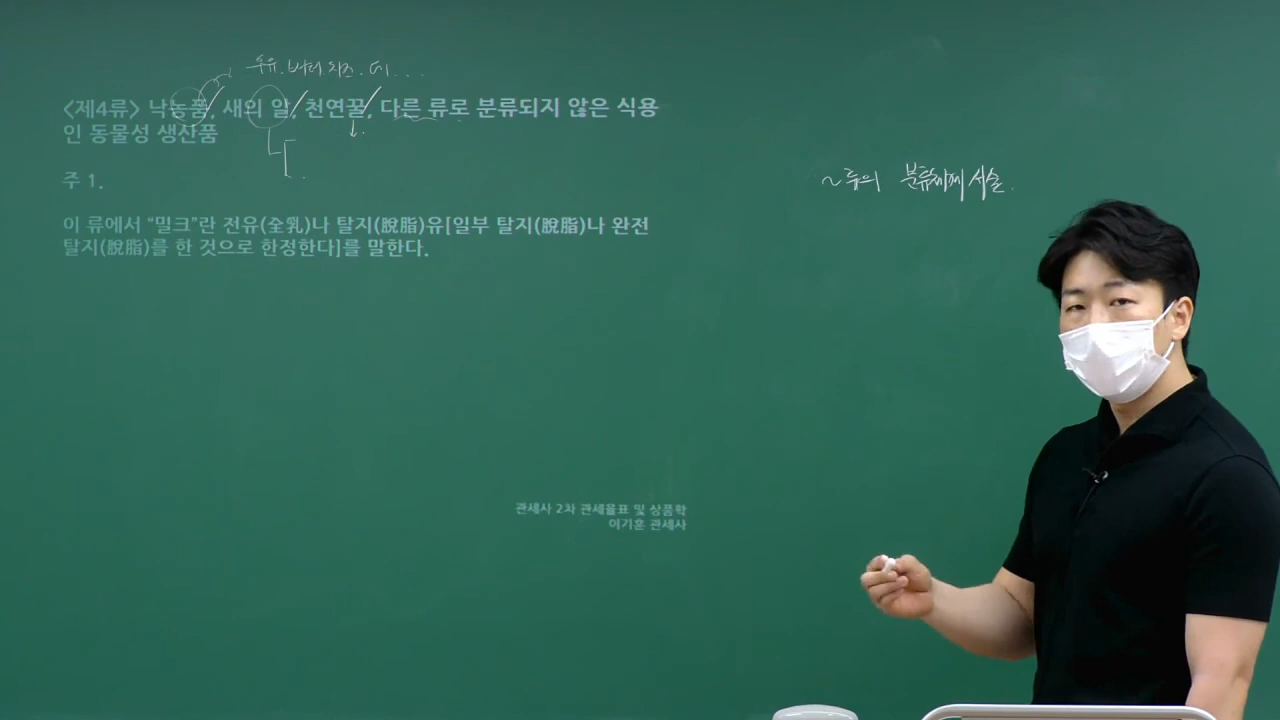 우유. 버터. 치즈. ...
<제4류> 낙농품, 새의 알, 천연꿀, 다른 류로 분류되지 않은 식용
인 동물성 생산품
주 1.
~류의 분류체계 서술.
이 류에서 “밀크”란 전유(全乳)나 탈지(脫脂)유[일부 탈지(脫脂)나 완전
탈지(脫脂)를 한 것으로 한정한다]를 말한다.
관세사 2차 관세율표 및 상품학
이기훈 관세사